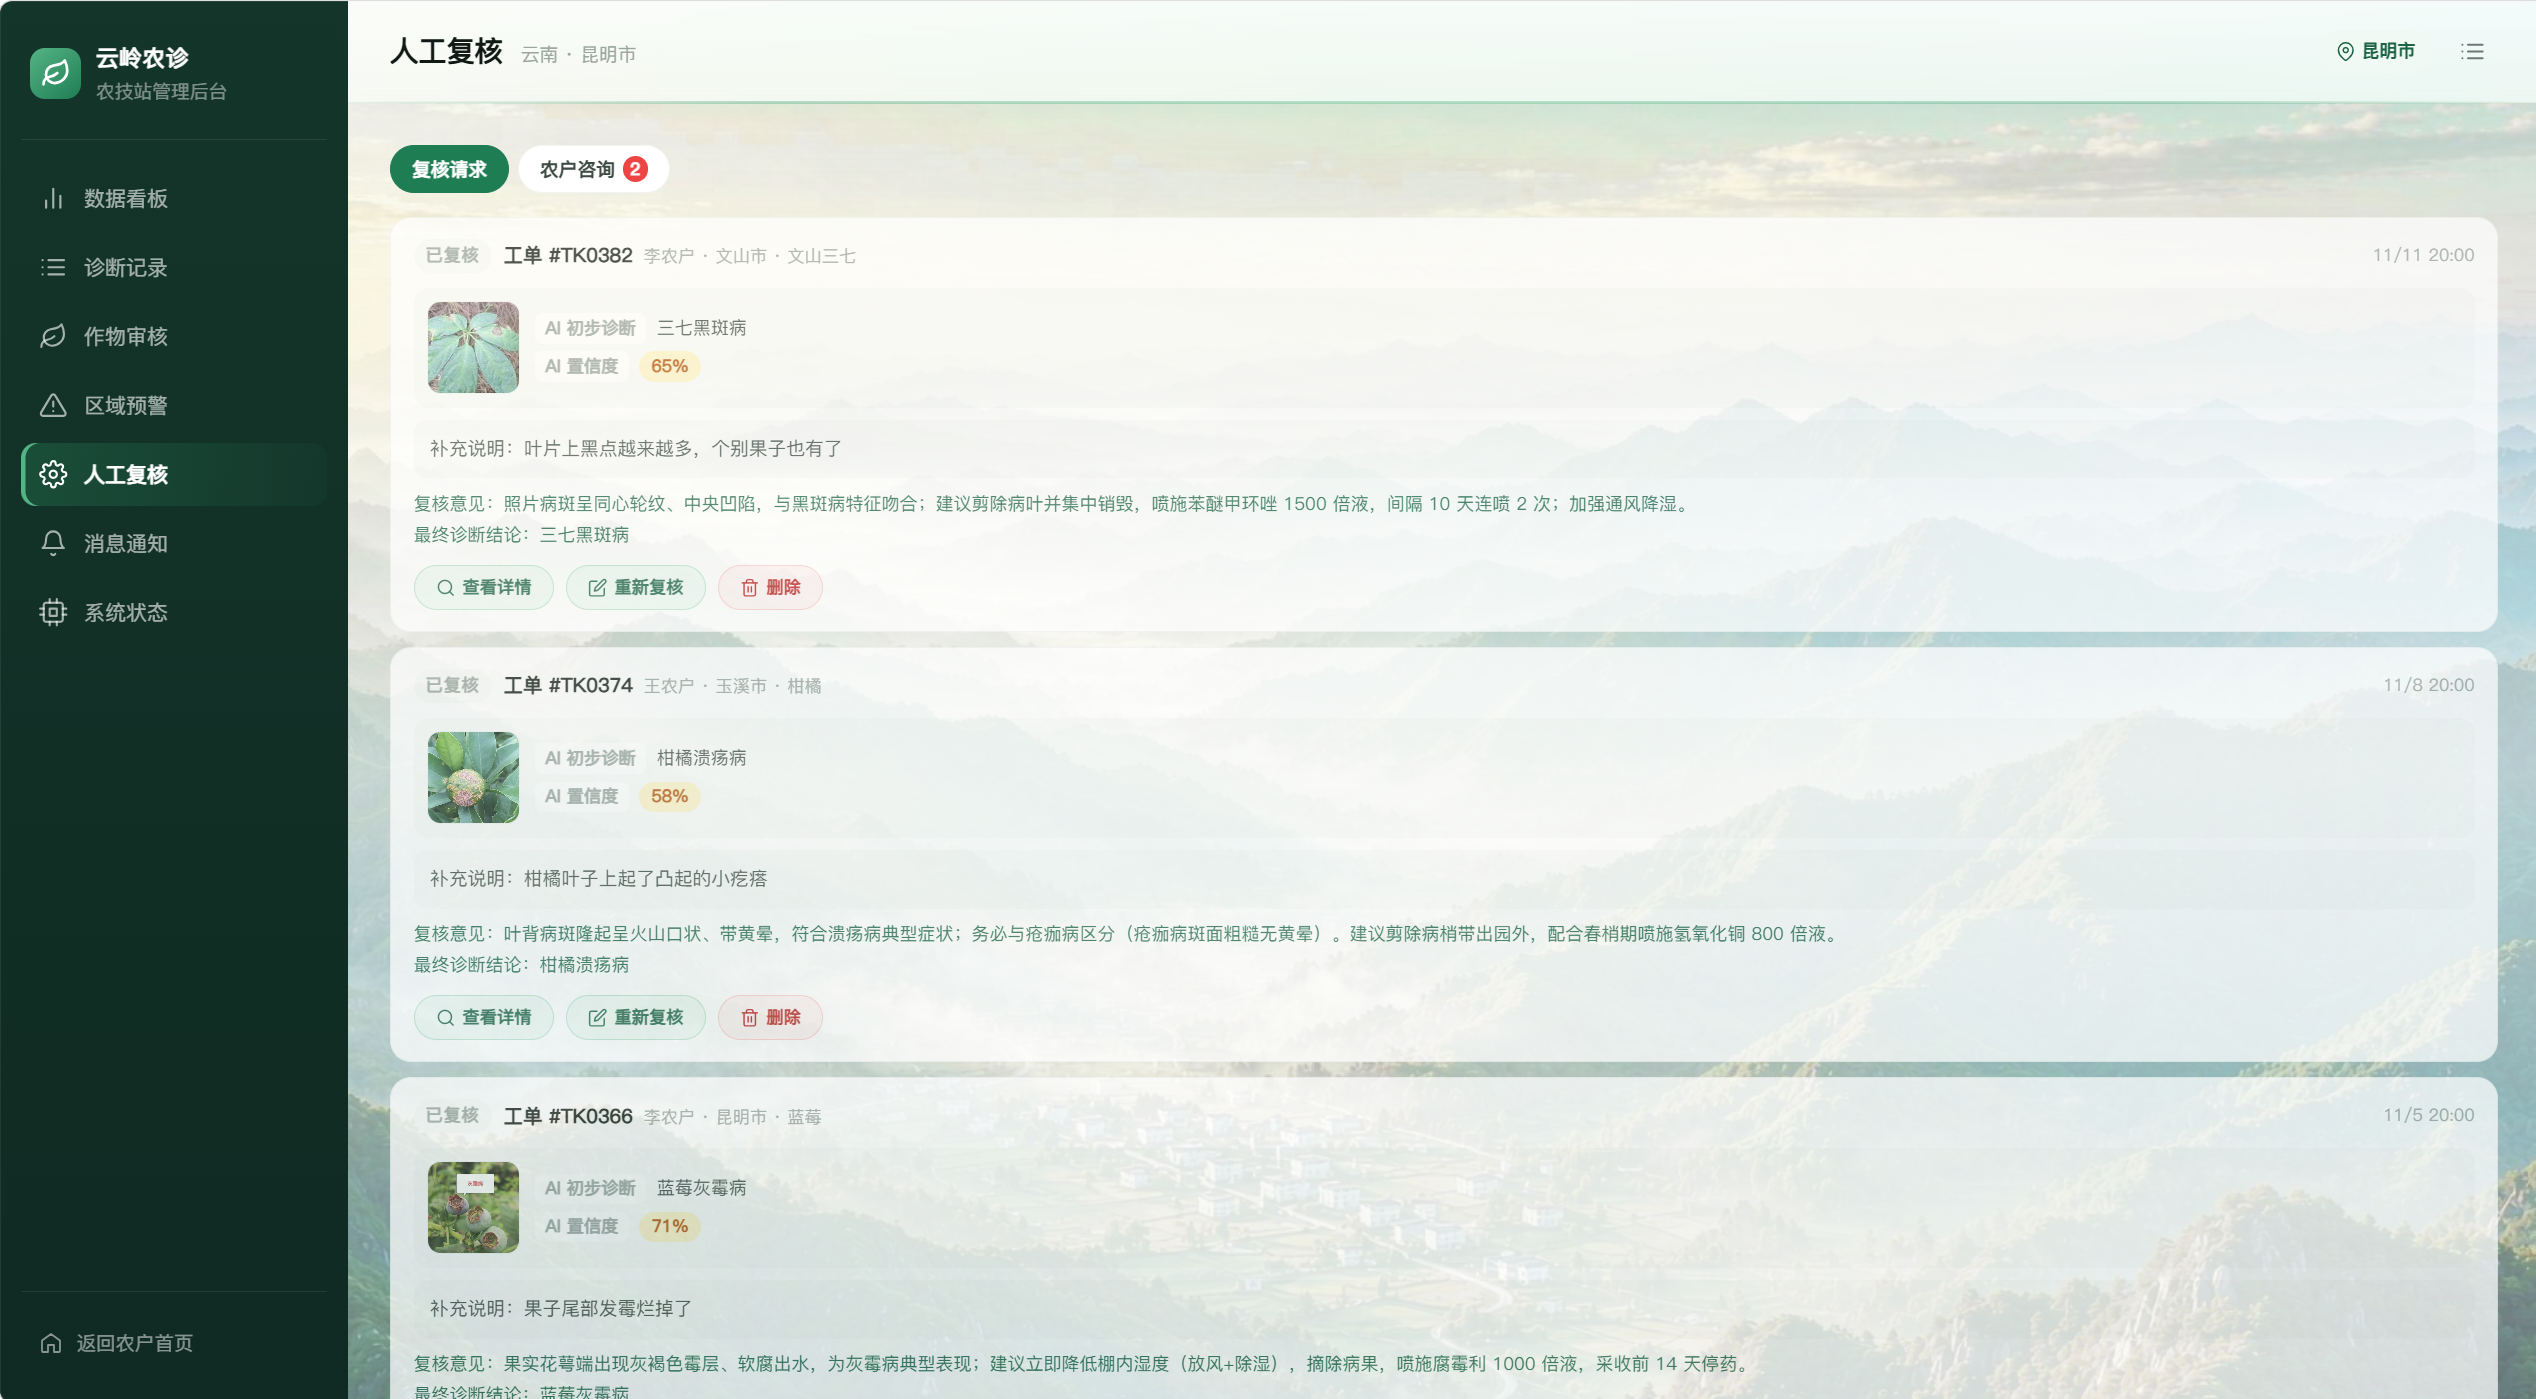 云岭农诊
农技站管理后台
数据看板
诊断记录
作物审核
区域预警
人工复核
消息通知
系统状态
返回农户首页
人工复核 云南 · 昆明市
昆明市
复核请求
农户咨询 2
已复核 工单 #TK0382 李农户 · 文山市 · 文山三七 11/11 20:00
AI 初步诊断 三七黑斑病
AI 置信度 65%
补充说明：叶片上黑点越来越多，个别果子也有了
复核意见：照片病斑呈同心轮纹、中央凹陷，与黑斑病特征吻合；建议剪除病叶并集中销毁，喷施苯醚甲环唑 1500 倍液，间隔 10 天连喷 2 次；加强通风降湿。
最终诊断结论：三七黑斑病
查看详情 重新复核 删除
已复核 工单 #TK0374 王农户 · 玉溪市 · 柑橘 11/8 20:00
AI 初步诊断 柑橘溃疡病
AI 置信度 58%
补充说明：柑橘叶子上起了凸起的小疙瘩
复核意见：叶背病斑隆起呈火山口状、带黄晕，符合溃疡病典型症状；务必与疮痂病区分（疮痂病斑面粗糙无黄晕）。建议剪除病梢带出园外，配合春梢期喷施氢氧化铜 800 倍液。
最终诊断结论：柑橘溃疡病
查看详情 重新复核 删除
已复核 工单 #TK0366 李农户 · 昆明市 · 蓝莓 11/5 20:00
AI 初步诊断 蓝莓灰霉病
AI 置信度 71%
补充说明：果子尾部发霉烂掉了
复核意见：果实花萼端出现灰褐色霉层、软腐出水，为灰霉病典型表现；建议立即降低棚内湿度（放风+除湿），摘除病果，喷施腐霉利 1000 倍液，采收前 14 天停药。
最终诊断结论：蓝莓灰霉病